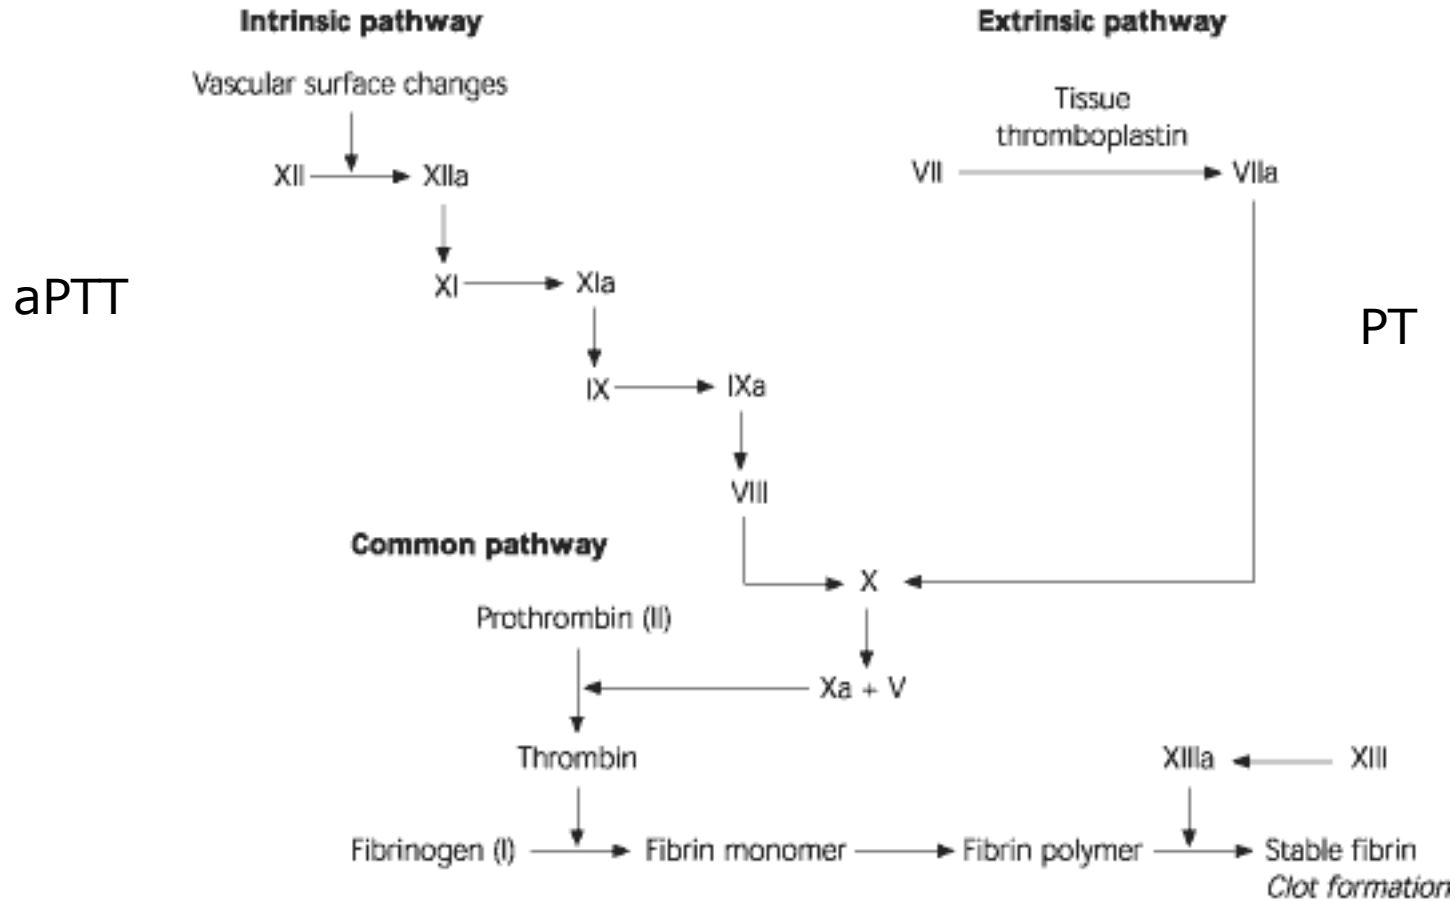 Intrinsic pathway
Extrinsic pathway
Vascular surface changes
Tissue
thromboplastin
XII
XIIa
VII
VIIa
XI
XIa
aPTT
PT
IX
IXa
VIII
Common pathway
X
Prothrombin (II)
Xa + V
Thrombin
XIIIa
XIII
Fibrinogen (I)
Fibrin monomer
Fibrin polymer
Stable fibrin
Clot formation